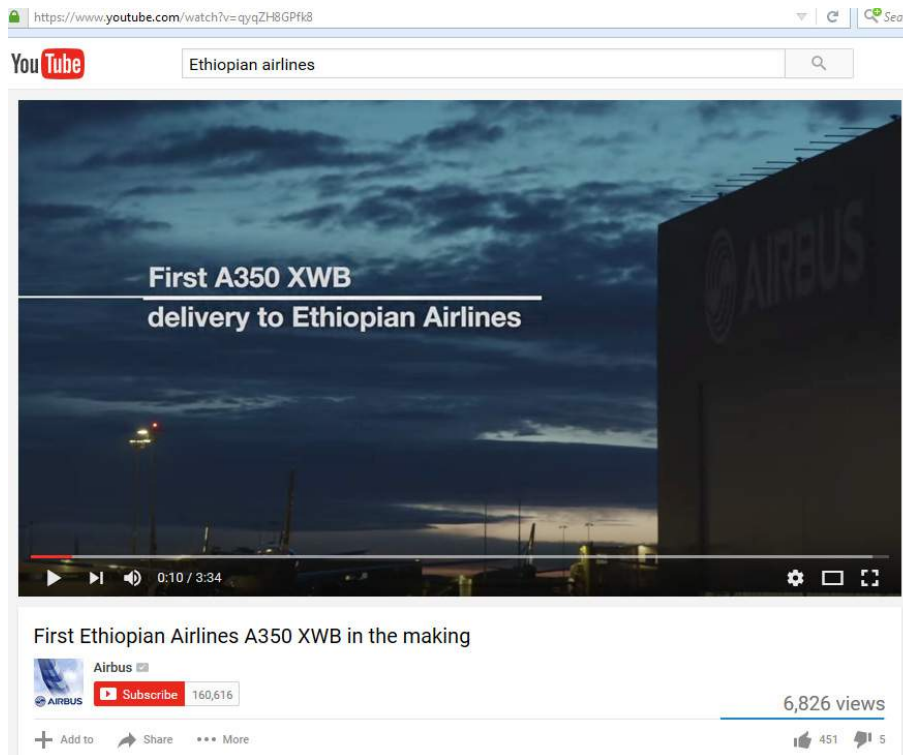 https://www.youtube.com/watch?v=qyqZH8GPfk8
Sea
YouTube
Ethiopian airlines
AIRBUS
First A350 XWB
delivery to Ethiopian Airlines
0:10 / 3:34
First Ethiopian Airlines A350 XWB in the making
Airbus
AIRBUS
Subscribe 160,616
6,826 views
Add to Share More
451 5